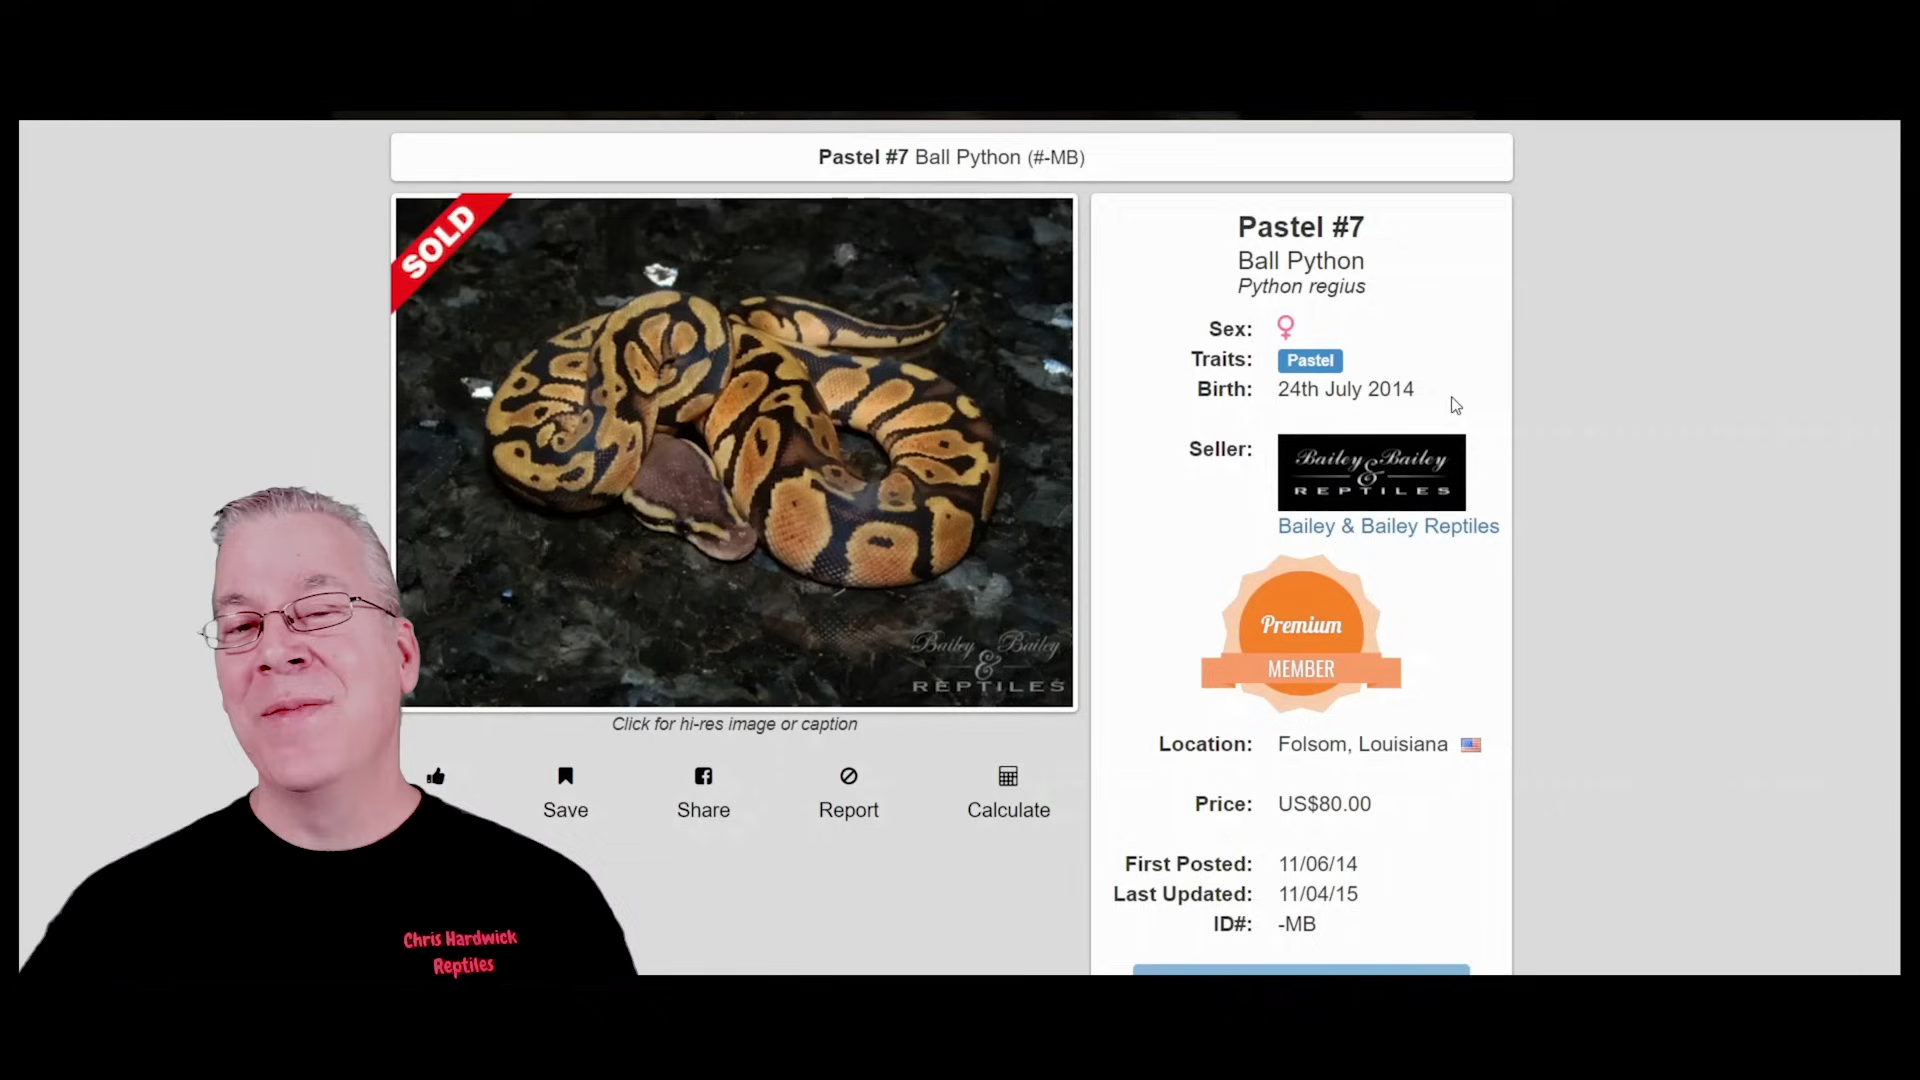 Pastel #7 Ball Python (#-MB)
SOLD
Bailey & Bailey
REPTILES
Click for hi-res image or caption
Save
Share
Report
Calculate
Pastel #7
Ball Python
Python regius
Sex: ♀
Traits: Pastel
Birth: 24th July 2014
Seller:
Bailey & Bailey
REPTILES
Bailey & Bailey Reptiles
Premium
MEMBER
Location: Folsom, Louisiana
Price: US$80.00
First Posted: 11/06/14
Last Updated: 11/04/15
ID#: -MB
Chris Hardwick
Reptiles